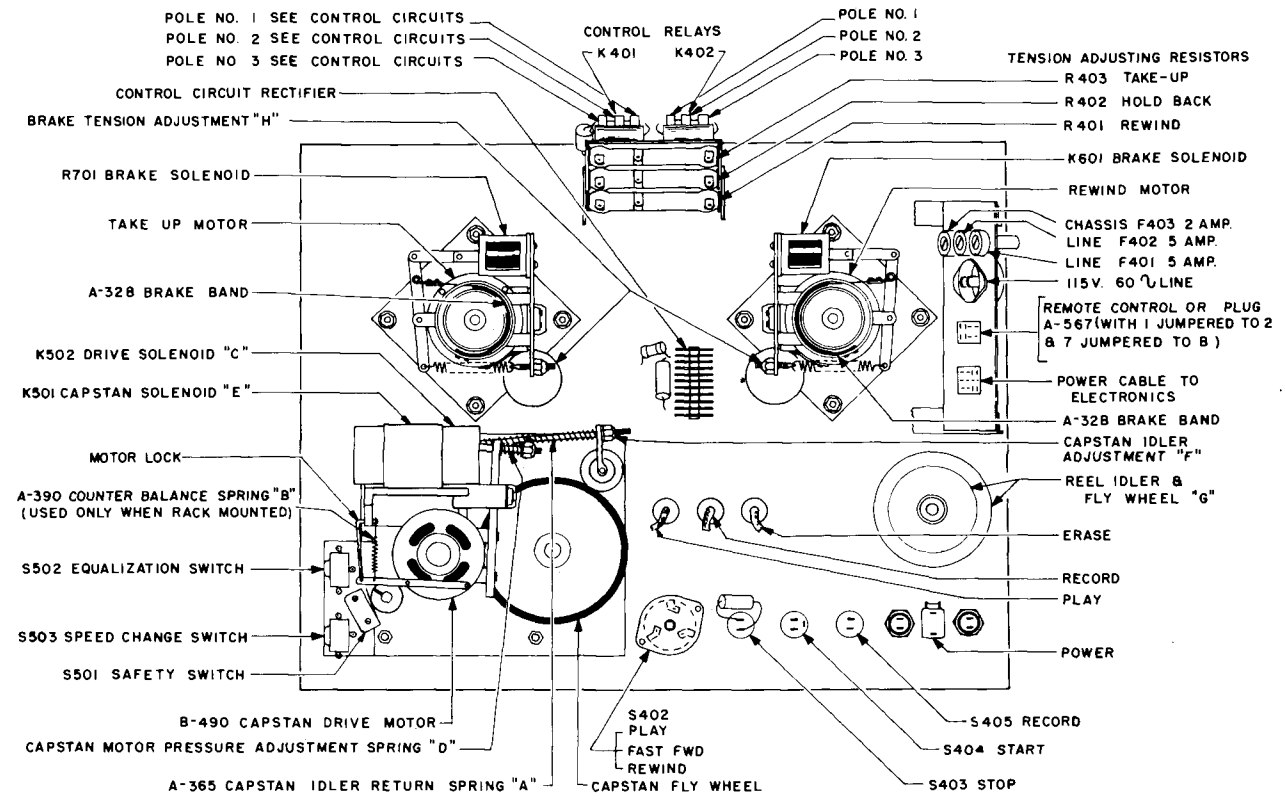 POLE NO. 1 SEE CONTROL CIRCUITS
POLE NO. 2 SEE CONTROL CIRCUITS
POLE NO 3 SEE CONTROL CIRCUITS
CONTROL CIRCUIT RECTIFIER
BRAKE TENSION ADJUSTMENT "H"
R701 BRAKE SOLENOID
TAKE UP MOTOR
A-328 BRAKE BAND
K502 DRIVE SOLENOID "C"
K501 CAPSTAN SOLENOID "E"
MOTOR LOCK
A-390 COUNTER BALANCE SPRING "B"
(USED ONLY WHEN RACK MOUNTED)
S502 EQUALIZATION SWITCH
S503 SPEED CHANGE SWITCH
S501 SAFETY SWITCH
B-490 CAPSTAN DRIVE MOTOR
CAPSTAN MOTOR PRESSURE ADJUSTMENT SPRING "D"
A-365 CAPSTAN IDLER RETURN SPRING "A"
CONTROL RELAYS
K401 K402
POLE NO. 1
POLE NO. 2
POLE NO. 3
TENSION ADJUSTING RESISTORS
R403 TAKE-UP
R402 HOLD BACK
R401 REWIND
K601 BRAKE SOLENOID
REWIND MOTOR
CHASSIS F403 2 AMP.
LINE F402 5 AMP.
LINE F401 5 AMP.
115V. 60 ∿ LINE
REMOTE CONTROL OR PLUG
A-567 (WITH 1 JUMPERED TO 2
& 7 JUMPERED TO 8)
POWER CABLE TO
ELECTRONICS
A-328 BRAKE BAND
CAPSTAN IDLER
ADJUSTMENT "F"
REEL IDLER &
FLY WHEEL "G"
ERASE
RECORD
PLAY
POWER
S405 RECORD
S404 START
S403 STOP
S402
PLAY
FAST FWD
REWIND
CAPSTAN FLY WHEEL